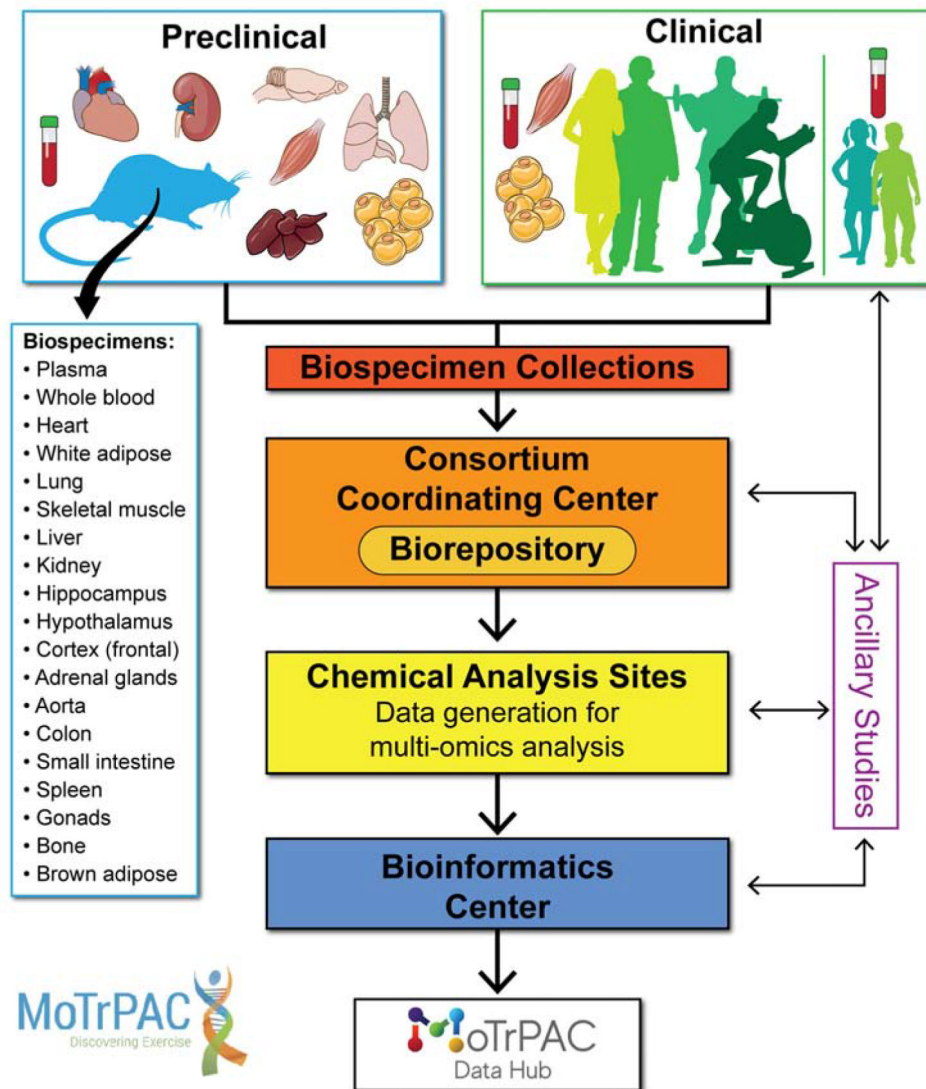 Preclinical
Clinical
Biospecimens:
• Plasma
• Whole blood
• Heart
• White adipose
• Lung
• Skeletal muscle
• Liver
• Kidney
• Hippocampus
• Hypothalamus
• Cortex (frontal)
• Adrenal glands
• Aorta
• Colon
• Small intestine
• Spleen
• Gonads
• Bone
• Brown adipose
Biospecimen Collections
Consortium
Coordinating Center
Biorepository
Chemical Analysis Sites
Data generation for
multi-omics analysis
Bioinformatics
Center
Ancillary Studies
MoTrPAC
Discovering Exercise
MoTrPAC
Data Hub